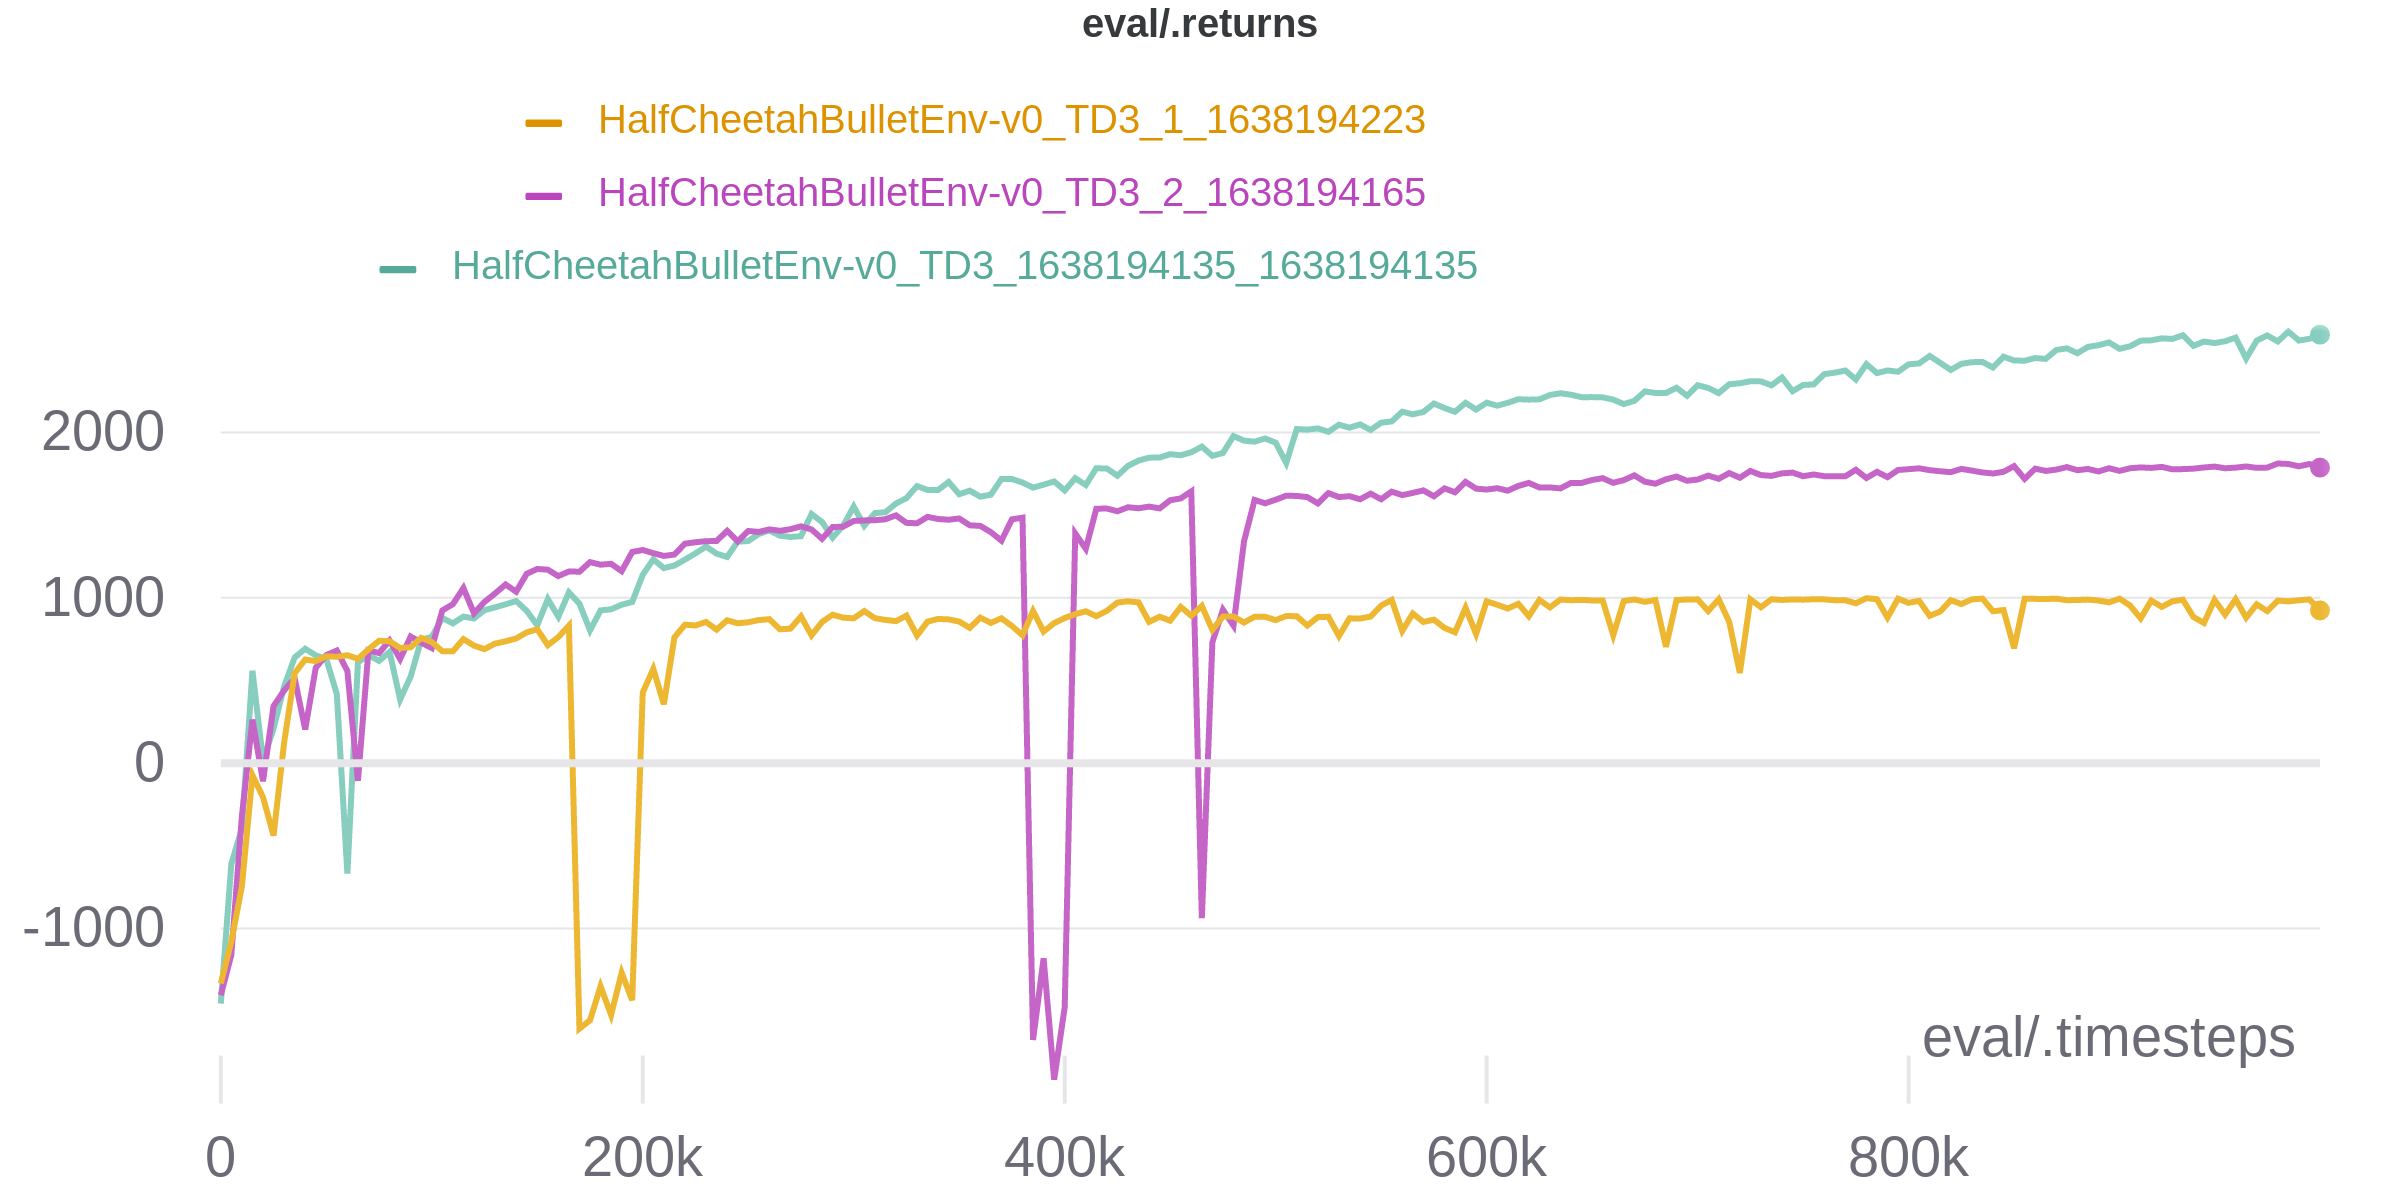 eval/.returns
HalfCheetahBulletEnv-v0_TD3_1_1638194223
HalfCheetahBulletEnv-v0_TD3_2_1638194165
HalfCheetahBulletEnv-v0_TD3_1638194135_1638194135
2000
1000
0
-1000
eval/.timesteps
0 200k 400k 600k 800k